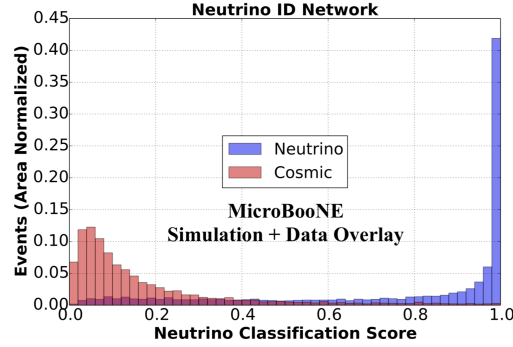 Neutrino ID Network
Events (Area Normalized)
0.45
0.40
0.35
0.30
0.25
0.20
0.15
0.10
0.05
0.00
Neutrino
Cosmic
MicroBooNE
Simulation + Data Overlay
0.0 0.2 0.4 0.6 0.8 1.0
Neutrino Classification Score